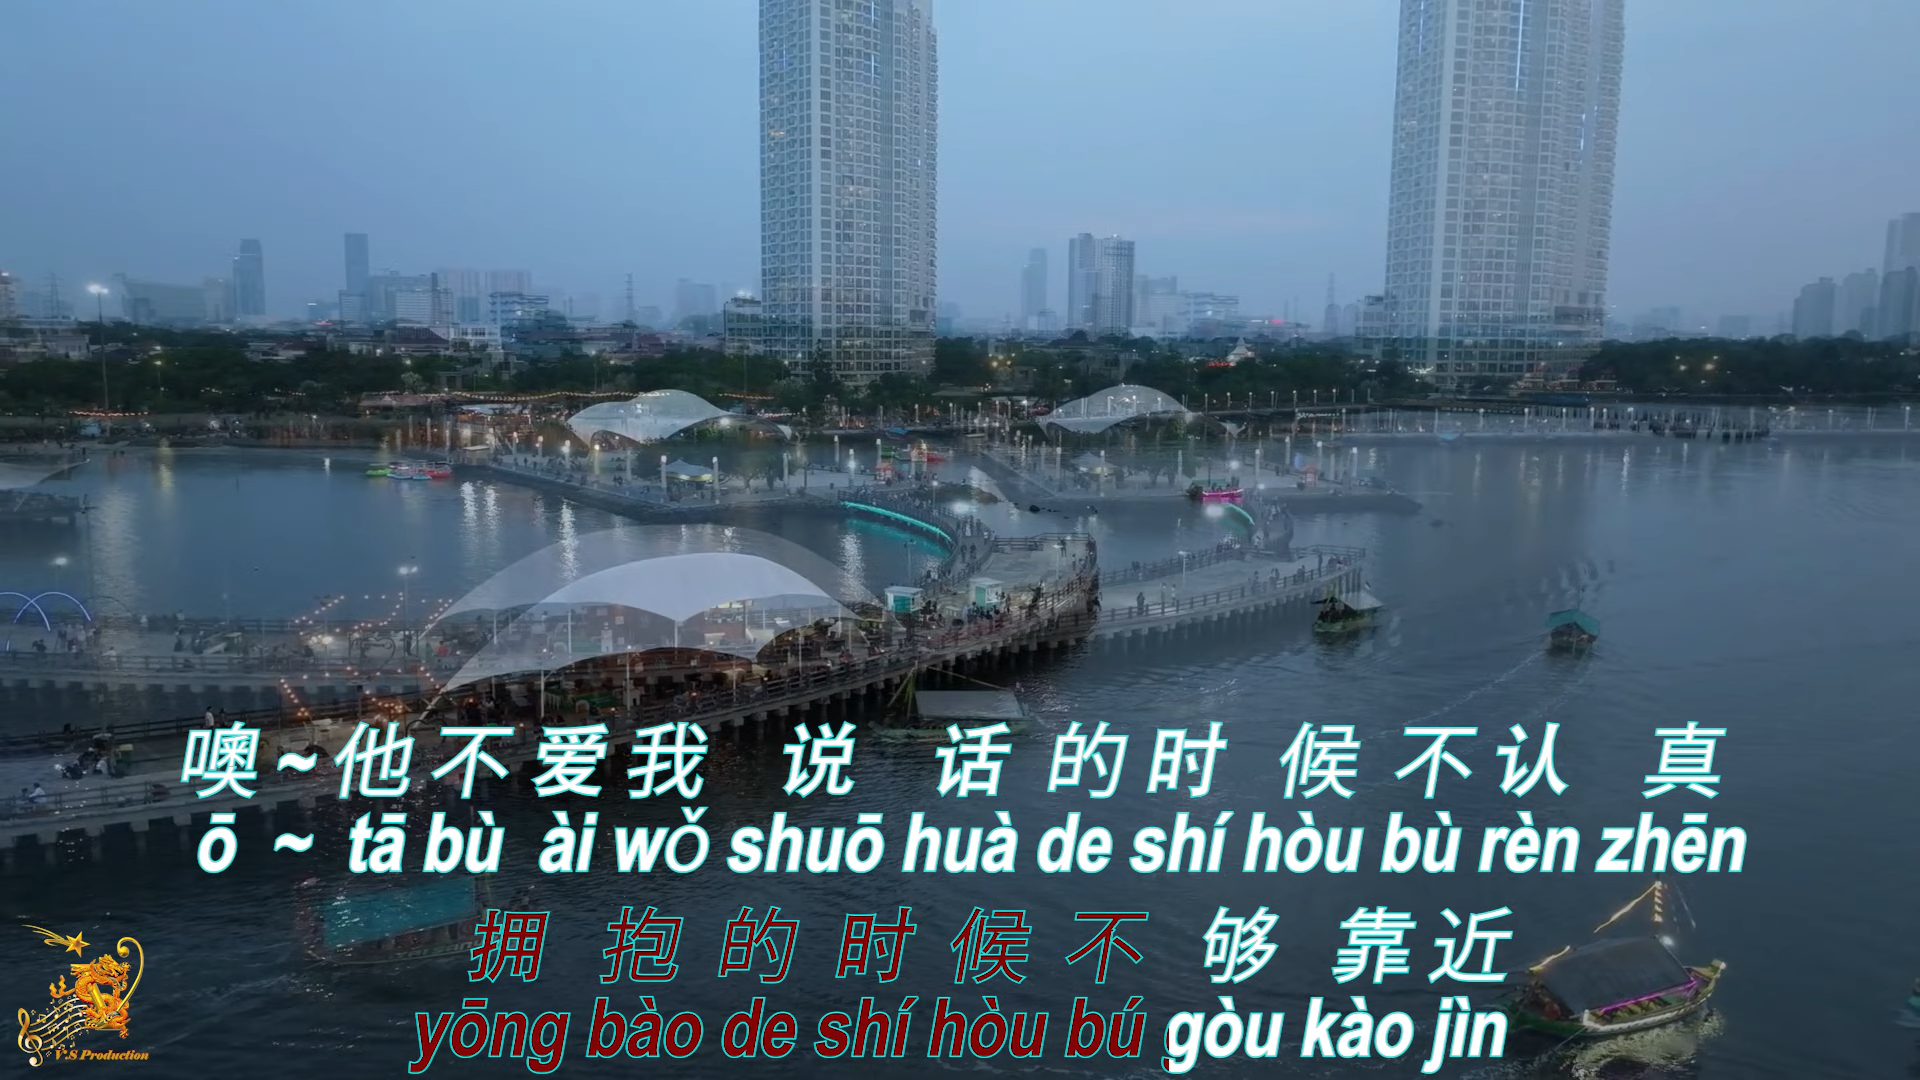 噢~他不爱我 说 话 的时 候 不认 真
ō ~ tā bù ài wǒ shuō huà de shí hòu bù rèn zhēn
拥 抱 的 时 候 不 够 靠近
yōng bào de shí hòu bú gòu kào jìn
V.S Production